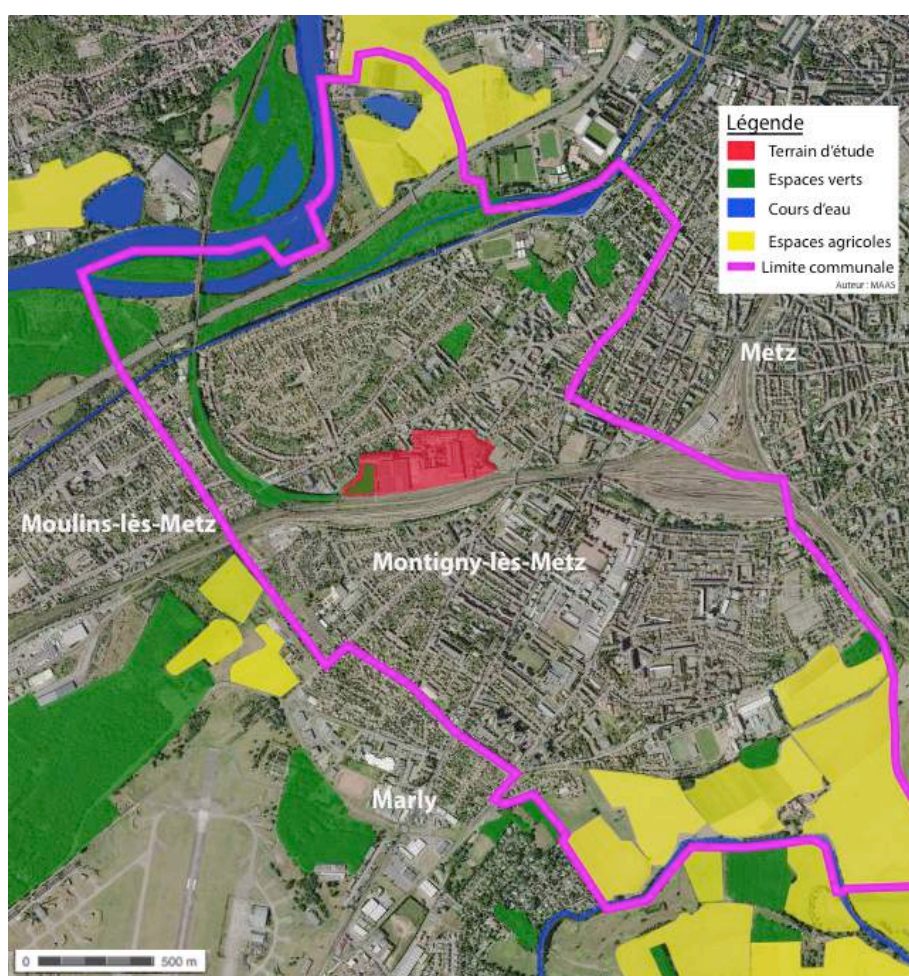 Légende
Terrain d'étude
Espaces verts
Cours d'eau
Espaces agricoles
Limite communale
Auteur : MAAS
Metz
Moulins-lès-Metz
Montigny-lès-Metz
Marly
0 500 m